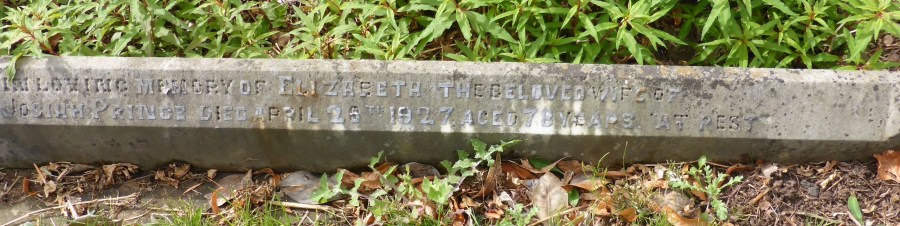 IN LOVING MEMORY OF ELIZABETH THE BELOVED WIFE OF
JOSIAH PRINCE DIED APRIL 25TH 1927 AGED 78 YEARS "AT REST"